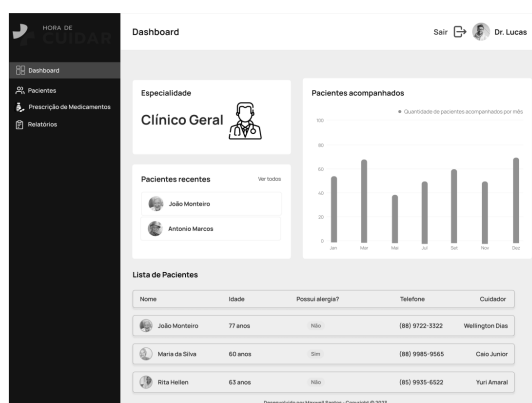 HORA DE
CUIDAR
Dashboard
Sair
Dr. Lucas
Dashboard
Pacientes
Prescrição de Medicamentos
Relatórios
Especialidade
Clínico Geral
Pacientes recentes
Ver todos
João Monteiro
Antonio Marcos
Pacientes acompanhados
Quantidade de pacientes acompanhados por mês
100
80
60
40
20
0
Jan Mar Mai Jul Set Nov Dez
Lista de Pacientes
Nome Idade Possui alergia? Telefone Cuidador
João Monteiro 77 anos Não (88) 9722-3322 Wellington Dias
Maria da Silva 60 anos Sim (88) 9985-9565 Caio Junior
Rita Hellen 63 anos Não (85) 9935-6522 Yuri Amaral